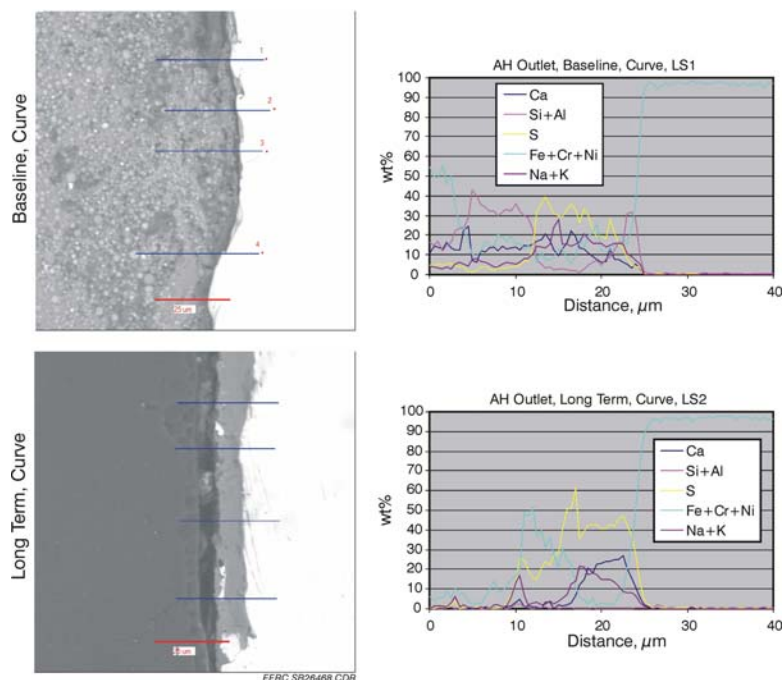 Baseline, Curve
1
2
3
4
25 um
AH Outlet, Baseline, Curve, LS1
wt%
100
90
80
70
60
50
40
30
20
10
0
Ca
Si+Al
S
Fe+Cr+Ni
Na+K
0
10
20
30
40
Distance, µm
Long Term, Curve
EERC SB26468.CDR
AH Outlet, Long Term, Curve, LS2
wt%
100
90
80
70
60
50
40
30
20
10
0
Ca
Si+Al
S
Fe+Cr+Ni
Na+K
0
10
20
30
40
Distance, µm